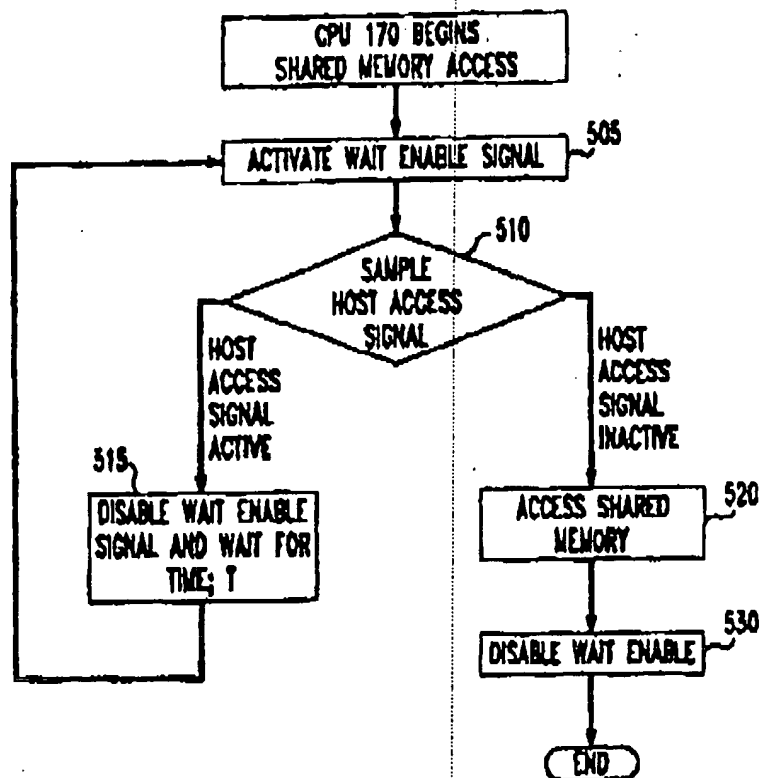 CPU 170 BEGINS
SHARED MEMORY ACCESS
505
ACTIVATE WAIT ENABLE SIGNAL
510
SAMPLE
HOST ACCESS
SIGNAL
HOST
ACCESS
SIGNAL
ACTIVE
HOST
ACCESS
SIGNAL
INACTIVE
515
DISABLE WAIT ENABLE
SIGNAL AND WAIT FOR
TIME; T
520
ACCESS SHARED
MEMORY
530
DISABLE WAIT ENABLE
END